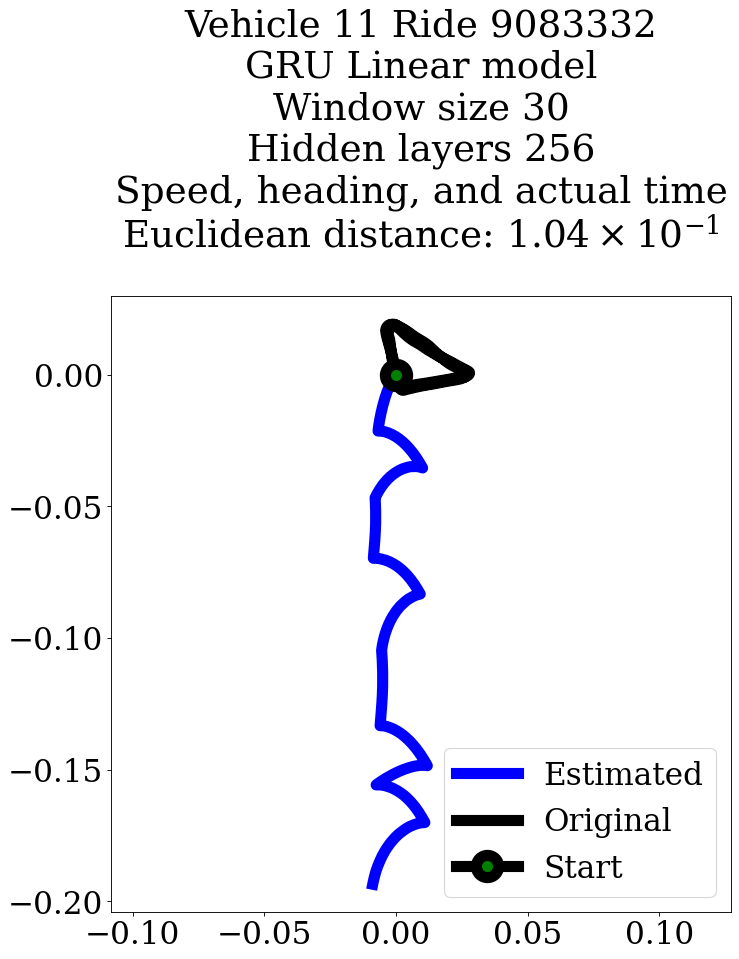 Vehicle 11 Ride 9083332
GRU Linear model
Window size 30
Hidden layers 256
Speed, heading, and actual time
Euclidean distance: 1.04 × 10⁻¹
0.00
−0.05
−0.10
−0.15
−0.20
Estimated
Original
Start
−0.10 −0.05 0.00 0.05 0.10